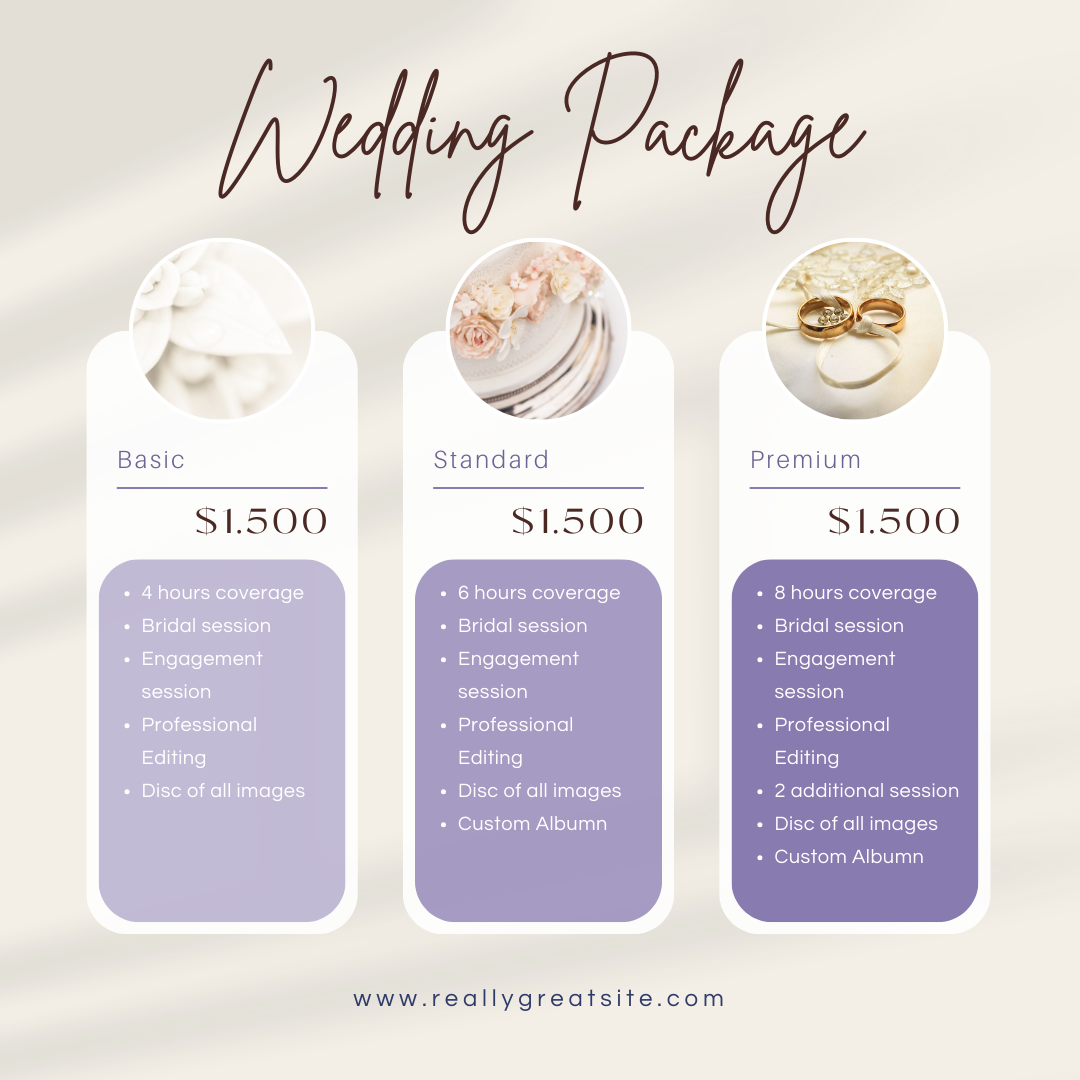 Wedding Package
Basic
$1.500
• 4 hours coverage
• Bridal session
• Engagement
session
• Professional
Editing
• Disc of all images
Standard
$1.500
• 6 hours coverage
• Bridal session
• Engagement
session
• Professional
Editing
• Disc of all images
• Custom Albumn
Premium
$1.500
• 8 hours coverage
• Bridal session
• Engagement
session
• Professional
Editing
• 2 additional session
• Disc of all images
• Custom Albumn
www.reallygreatsite.com